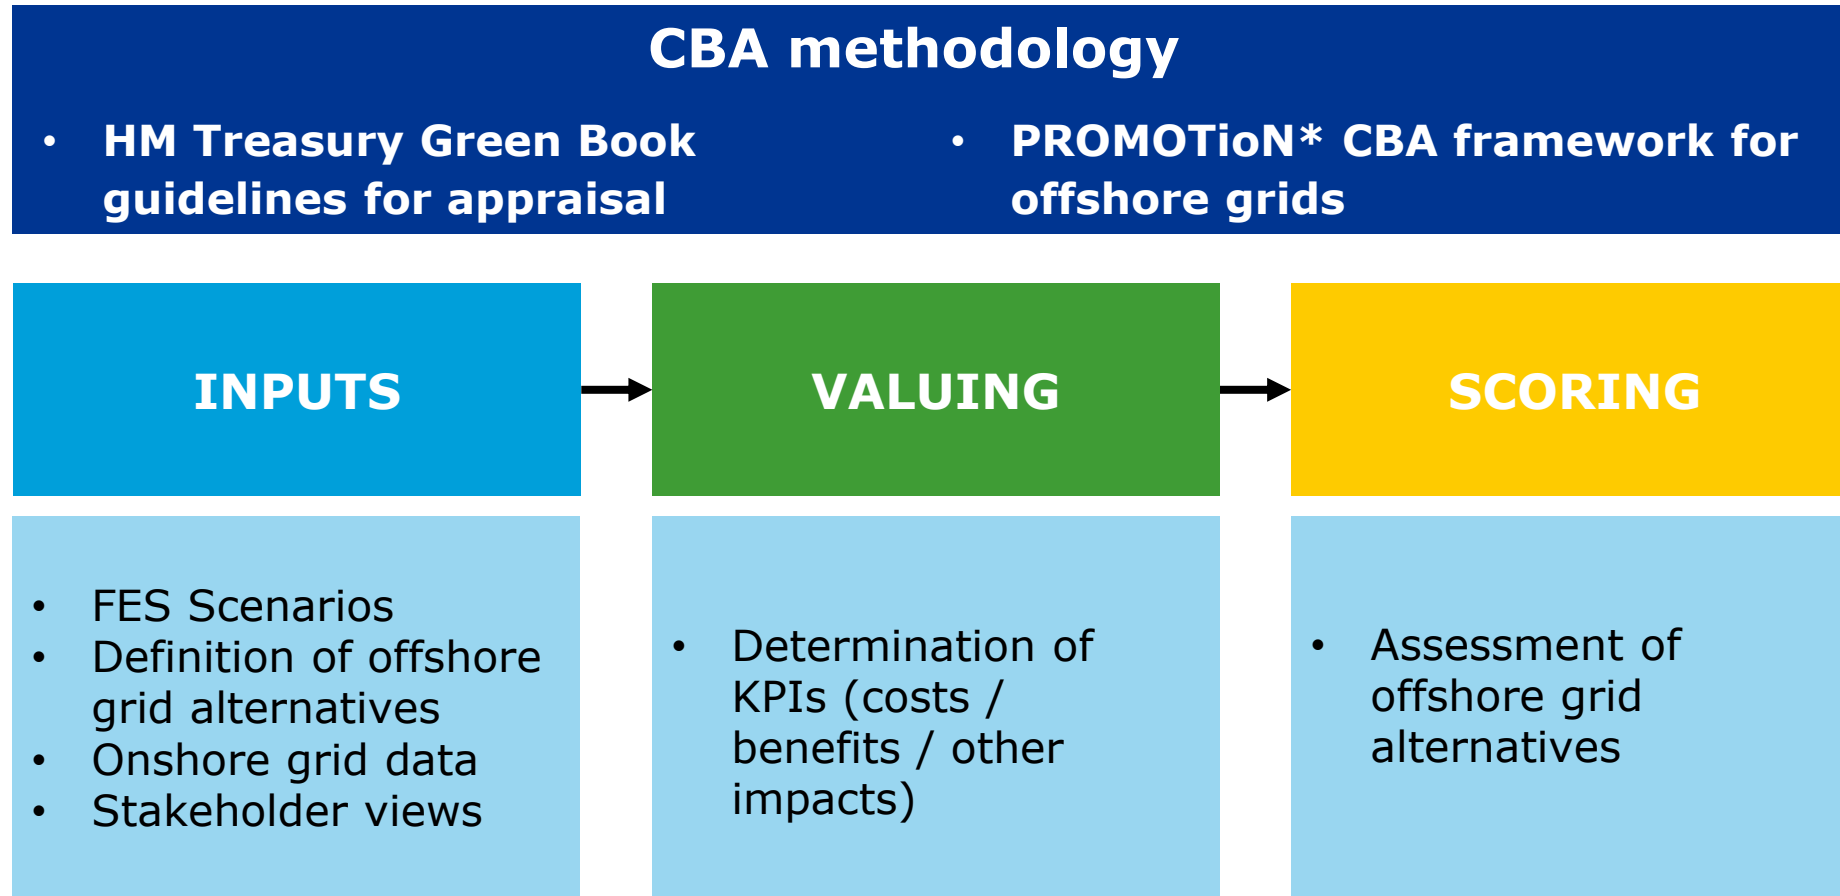 CBA methodology
• HM Treasury Green Book
guidelines for appraisal
• PROMOTioN* CBA framework for
offshore grids
INPUTS
VALUING
SCORING
• FES Scenarios
• Definition of offshore
grid alternatives
• Onshore grid data
• Stakeholder views
• Determination of
KPIs (costs /
benefits / other
impacts)
• Assessment of
offshore grid
alternatives